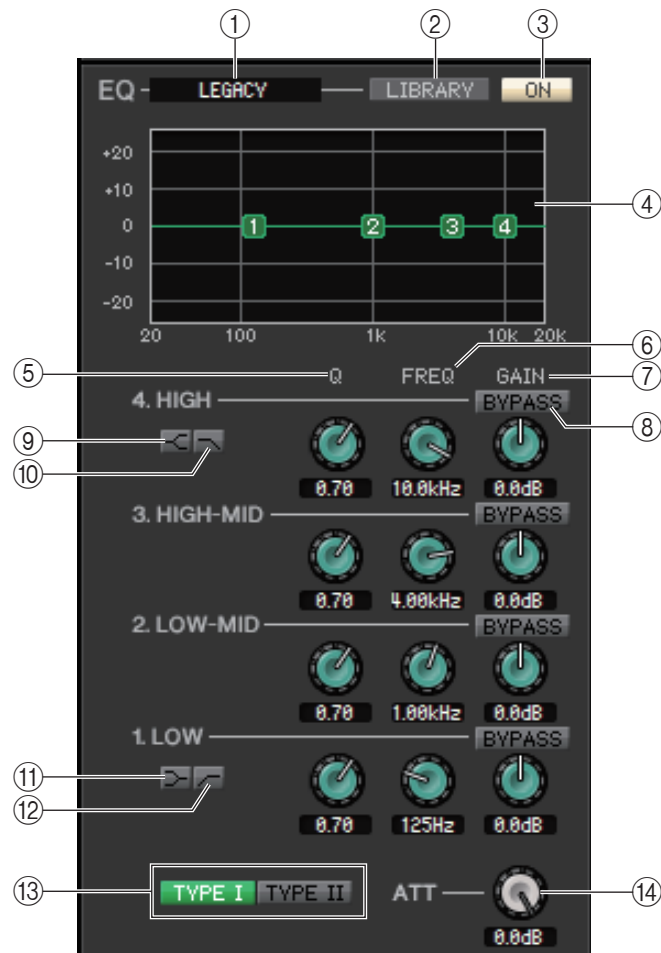 ① ② ③
EQ LEGACY LIBRARY ON
+20
+10
0 1 2 3 4 ④
-10
-20
20 100 1k 10k 20k
⑤ Q FREQ ⑥ GAIN ⑦
4. HIGH BYPASS ⑧
⑨
⑩
0.70 10.0kHz 0.0dB
3. HIGH-MID BYPASS
0.70 4.00kHz 0.0dB
2. LOW-MID BYPASS
0.70 1.00kHz 0.0dB
1. LOW BYPASS
⑪
⑫
0.70 125Hz 0.0dB
⑬ TYPE I TYPE II ATT ⑭
0.0dB